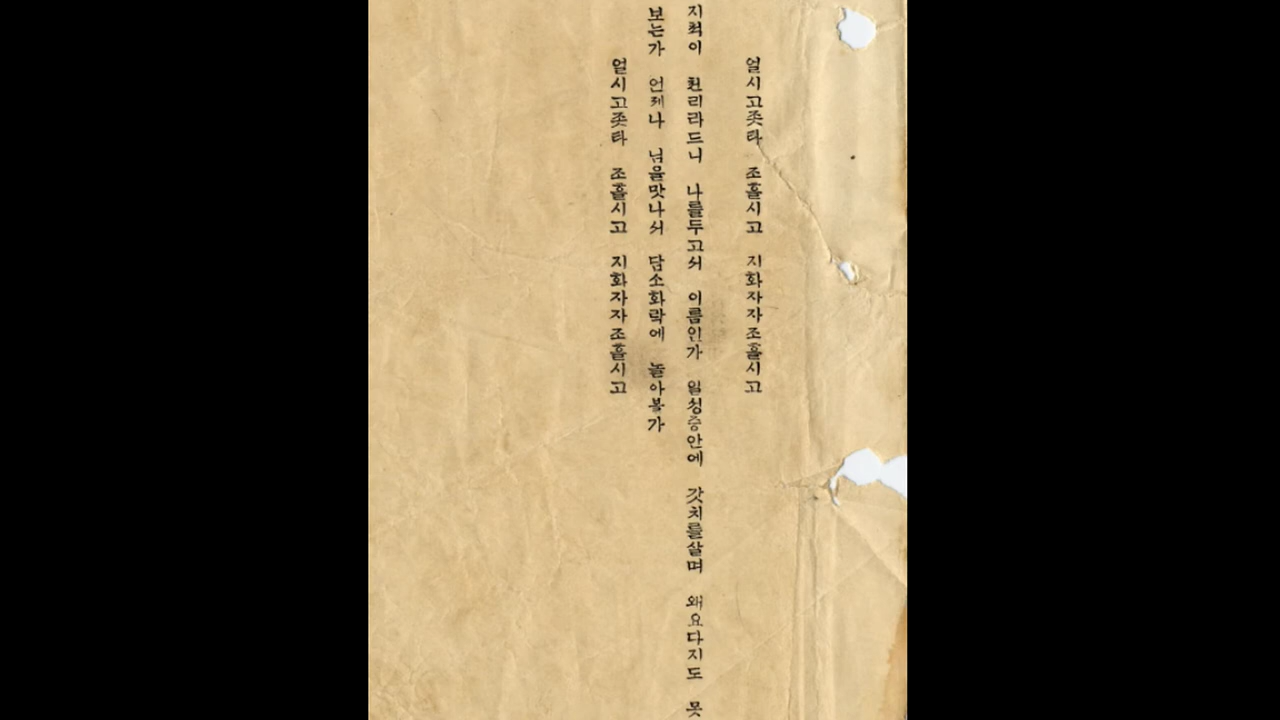 얼시고좃타 조흘시고 지화자자조흘시고
지척이 천리라드니 나를두고서 이름인가 일성중안에 갓치를살며 왜요다지도 못
보는가 언제나 님을맛나서 담소화락에 놀아볼가
얼시고좃타 조흘시고 지화자자조흘시고